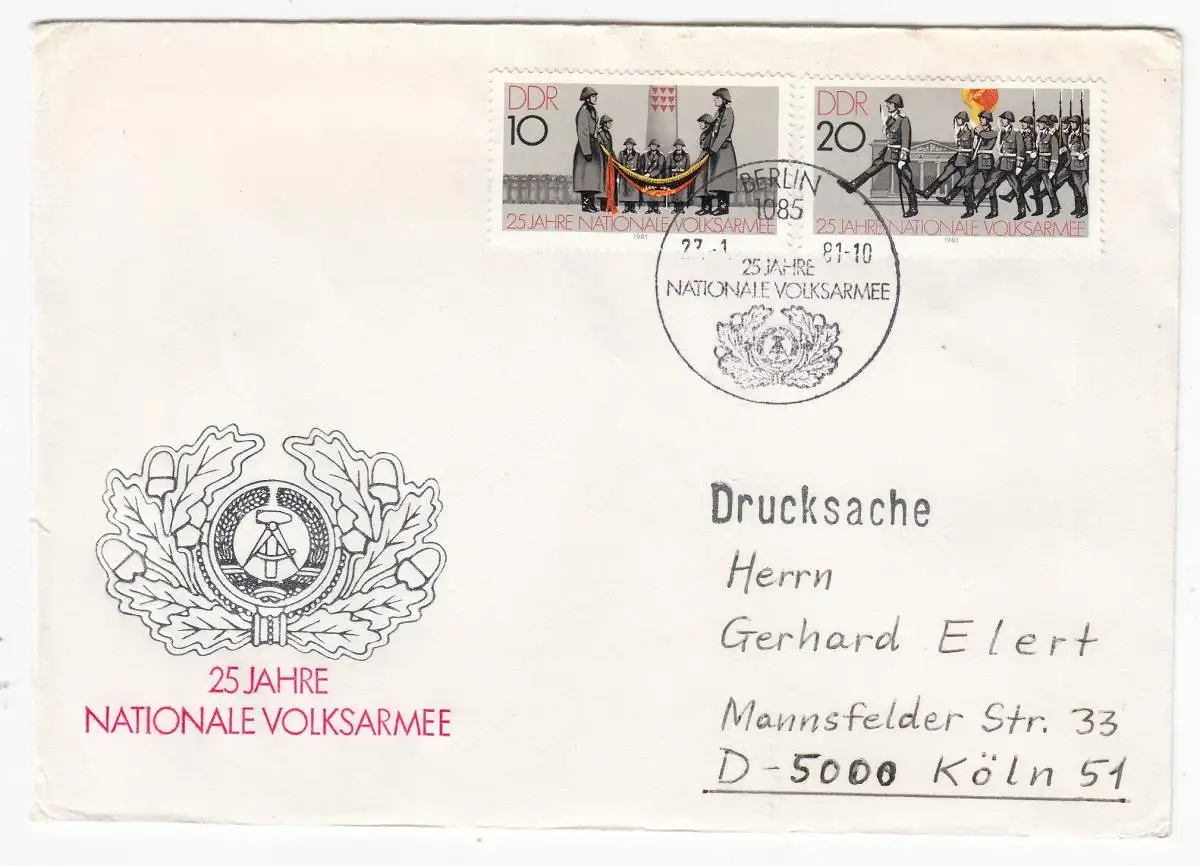 DDR
10
25 JAHRE NATIONALE VOLKSARMEE
1981
DDR
20
25 JAHRE NATIONALE VOLKSARMEE
1981
BERLIN
1085
81-10
25 JAHRE
NATIONALE VOLKSARMEE
Drucksache
Herrn
Gerhard Elert
Mannsfelder Str. 33
D-5000 Köln 51
25 JAHRE
NATIONALE VOLKSARMEE